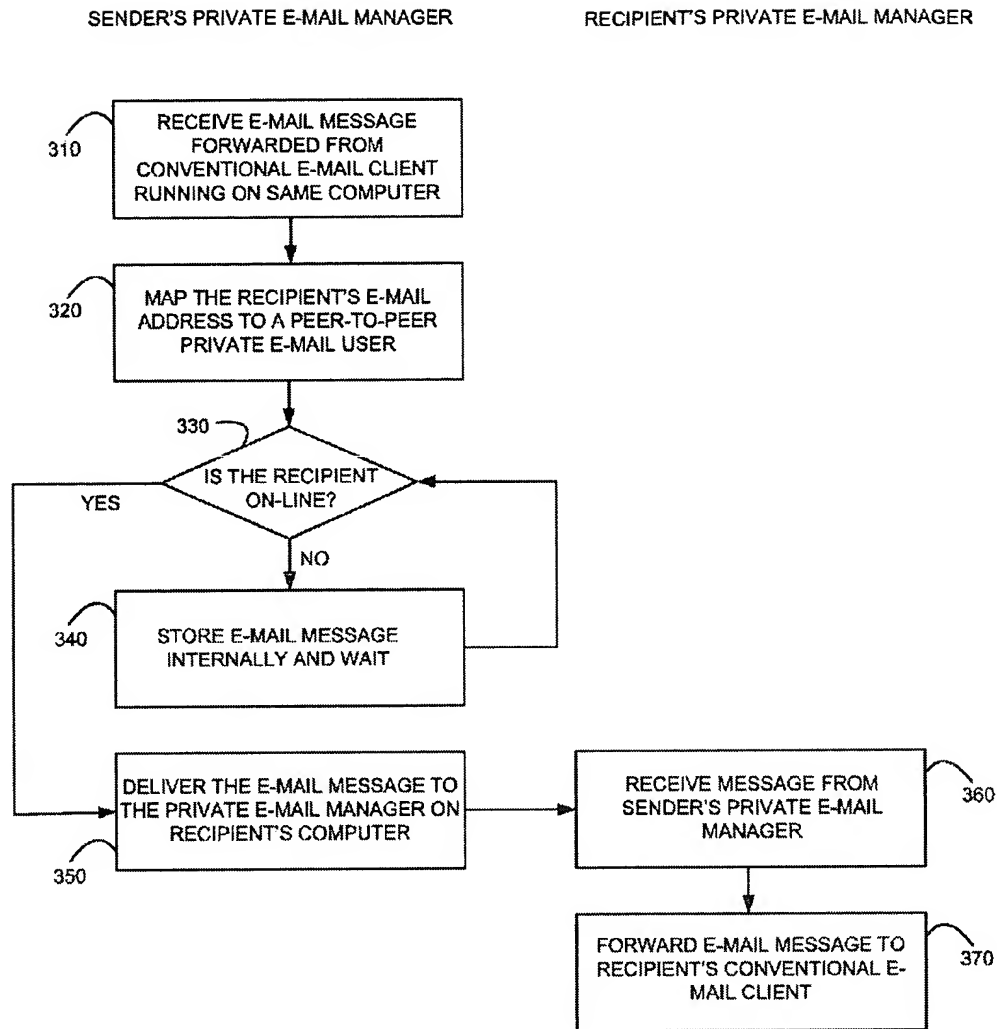 SENDER'S PRIVATE E-MAIL MANAGER
RECIPIENT'S PRIVATE E-MAIL MANAGER
310
RECEIVE E-MAIL MESSAGE
FORWARDED FROM
CONVENTIONAL E-MAIL CLIENT
RUNNING ON SAME COMPUTER
320
MAP THE RECIPIENT'S E-MAIL
ADDRESS TO A PEER-TO-PEER
PRIVATE E-MAIL USER
330
IS THE RECIPIENT
ON-LINE?
YES
NO
340
STORE E-MAIL MESSAGE
INTERNALLY AND WAIT
DELIVER THE E-MAIL MESSAGE TO
THE PRIVATE E-MAIL MANAGER ON
RECIPIENT'S COMPUTER
350
RECEIVE MESSAGE FROM
SENDER'S PRIVATE E-MAIL
MANAGER
360
FORWARD E-MAIL MESSAGE TO
RECIPIENT'S CONVENTIONAL E-
MAIL CLIENT
370